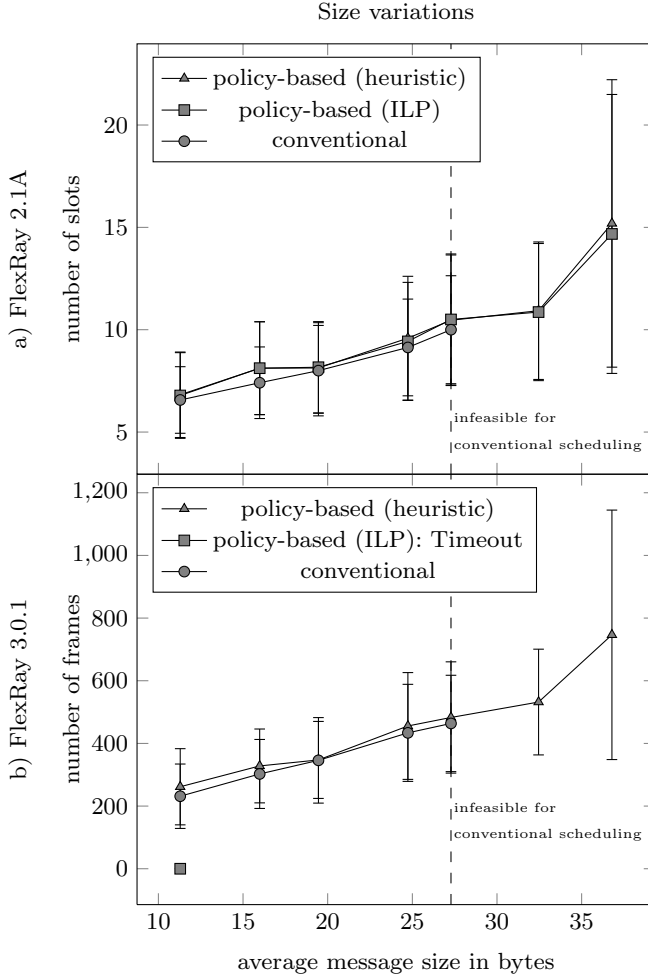 Size variations
a) FlexRay 2.1A
number of slots
20
15
10
5
policy-based (heuristic)
policy-based (ILP)
conventional
infeasible for
conventional scheduling
b) FlexRay 3.0.1
number of frames
1,200
1,000
800
600
400
200
0
policy-based (heuristic)
policy-based (ILP): Timeout
conventional
infeasible for
conventional scheduling
10 15 20 25 30 35
average message size in bytes